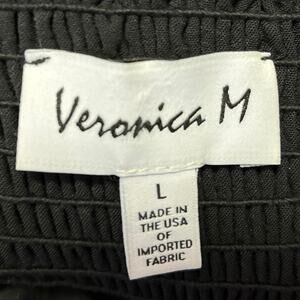 Veronica M
L
MADE IN
THE USA
OF
IMPORTED
FABRIC